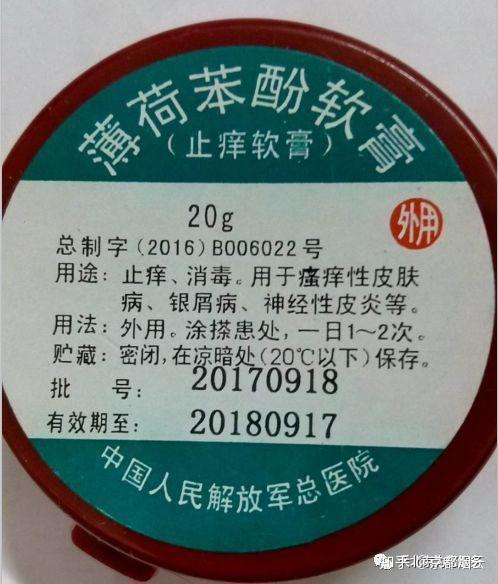 薄荷苯酚软膏
(止痒软膏)
20g
外用
总制字(2016)B006022号
用途：止痒、消毒。用于瘙痒性皮肤
病、银屑病、神经性皮炎等。
用法：外用。涂搽患处，一日1～2次。
贮藏：密闭，在凉暗处(20℃以下)保存。
批 号：20170918
有效期至：20180917
中国人民解放军总医院